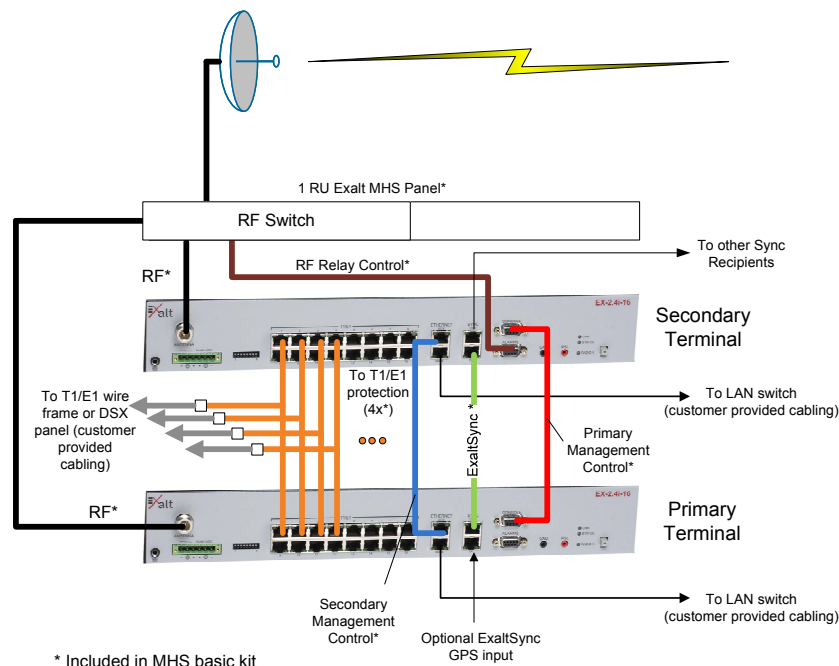 1 RU Exalt MHS Panel*
RF Switch
To other Sync
Recipients
RF Relay Control*
RF*
Exalt
EX-2.4i-16
ETHERNET
Secondary
Terminal
To T1/E1 wire
frame or DSX
panel (customer
provided
cabling)
To T1/E1
protection
(4x*)
ExaltSync *
To LAN switch
(customer provided cabling)
Primary
Management
Control*
RF*
Exalt
EX-2.4i-16
Primary
Terminal
Secondary
Management
Control*
Optional ExaltSync
GPS input
To LAN switch
(customer provided cabling)
* Included in MHS basic kit